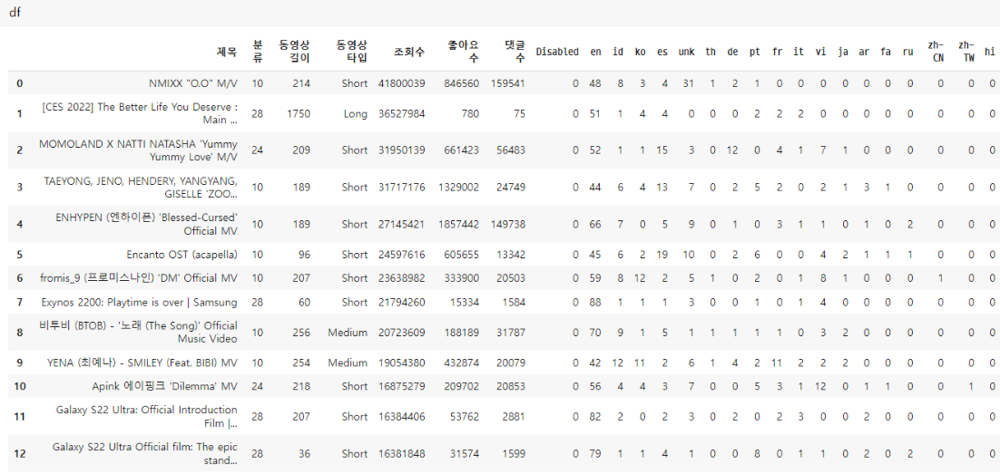 df
제목 분류 동영상 길이 동영상 타입 조회수 좋아요 수 댓글 수 Disabled en id ko es unk th de pt fr it vi ja ar fa ru zh-CN zh-TW hi
0 NMIXX "O.O" M/V 10 214 Short 41800039 846560 159541 0 48 8 3 4 31 1 2 1 0 0 0 0 0 0 0 0 0 0
1 [CES 2022] The Better Life You Deserve : Main ... 28 1750 Long 36527984 780 75 0 51 1 4 4 0 0 0 2 2 2 0 0 0 0 0 0 0 0
2 MOMOLAND X NATTI NATASHA 'Yummy Yummy Love' M/V 24 209 Short 31950139 661423 56483 0 52 1 1 15 3 0 12 0 4 1 7 1 0 0 0 0 0 0
3 TAEYONG, JENO, HENDERY, YANGYANG, GISELLE 'ZOO... 10 189 Short 31717176 1329002 24749 0 44 6 4 13 7 0 2 5 2 0 2 1 3 1 0 0 0 0
4 ENHYPEN (엔하이픈) 'Blessed-Cursed' Official MV 10 189 Short 27145421 1857442 149738 0 66 7 0 5 9 0 1 0 3 1 1 0 1 0 2 0 0 0
5 Encanto OST (acapella) 10 96 Short 24597616 605655 13342 0 45 6 2 19 10 0 2 6 0 0 4 2 1 1 1 0 0 0
6 fromis_9 (프로미스나인) 'DM' Official MV 10 207 Short 23638982 333900 20503 0 59 8 12 2 5 1 0 2 0 1 8 1 0 0 0 1 0 0
7 Exynos 2200: Playtime is over | Samsung 28 60 Short 21794260 15334 1584 0 88 1 1 1 3 0 0 1 0 1 4 0 0 0 0 0 0 0
8 비투비 (BTOB) - '노래 (The Song)' Official Music Video 10 256 Medium 20723609 188189 31787 0 70 9 1 5 1 1 1 1 1 0 3 2 0 0 0 0 0 0
9 YENA (최예나) - SMILEY (Feat. BIBI) MV 10 254 Medium 19054380 432874 20079 0 42 12 11 2 6 1 4 2 11 2 2 2 0 0 0 0 0 0
10 Apink 에이핑크 'Dilemma' MV 24 218 Short 16875279 209702 20853 0 56 4 4 3 7 0 0 5 3 1 12 0 1 1 0 0 1 0
11 Galaxy S22 Ultra: Official Introduction Film |... 28 207 Short 16384406 53762 2881 0 82 2 0 2 3 0 2 0 2 3 0 0 2 0 0 0 0 0
12 Galaxy S22 Ultra Official film: The epic stand... 28 36 Short 16381848 31574 1599 0 79 1 1 4 1 0 0 8 0 1 1 0 2 0 2 0 0 0